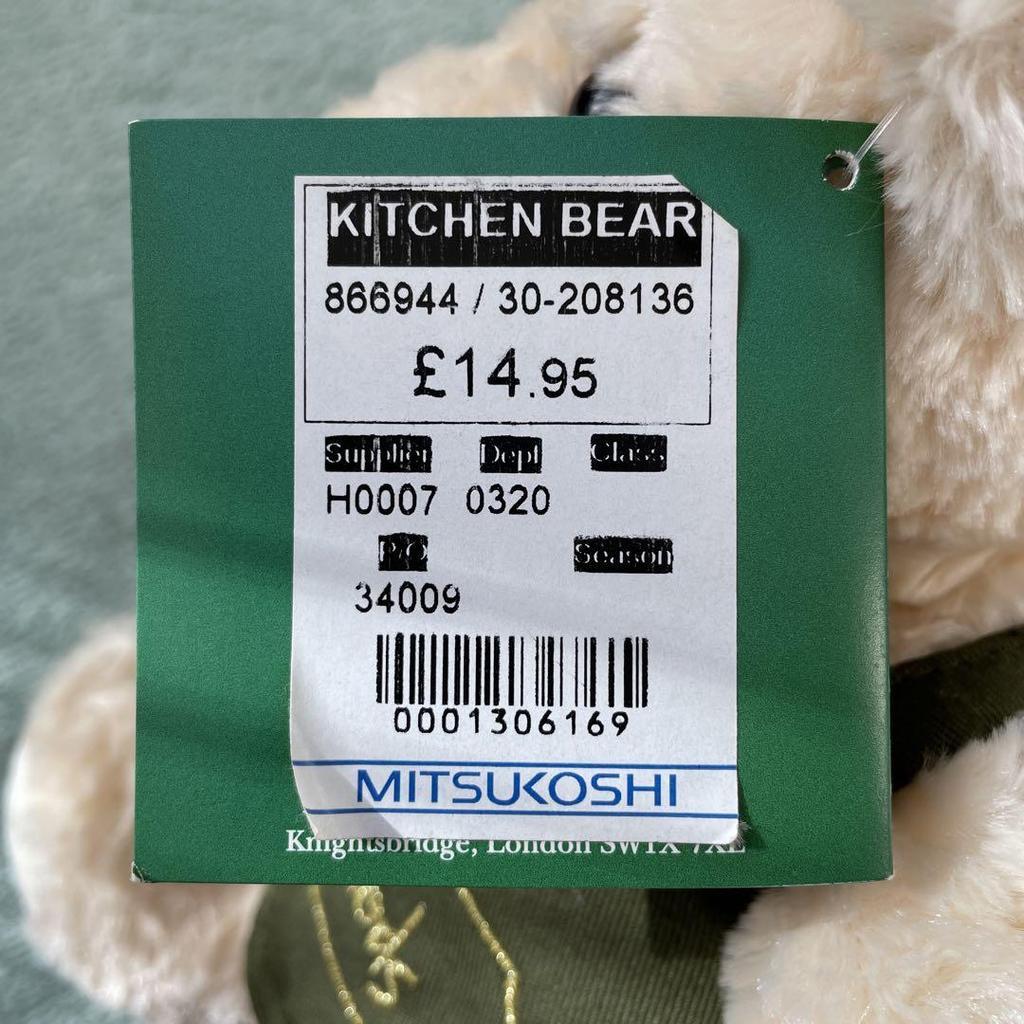 KITCHEN BEAR
866944 / 30-208136
£14.95
Supplier Dept Class
H0007 0320
P/O Season
34009
0001306169
MITSUKOSHI
Knightsbridge, London SW1X 7XL